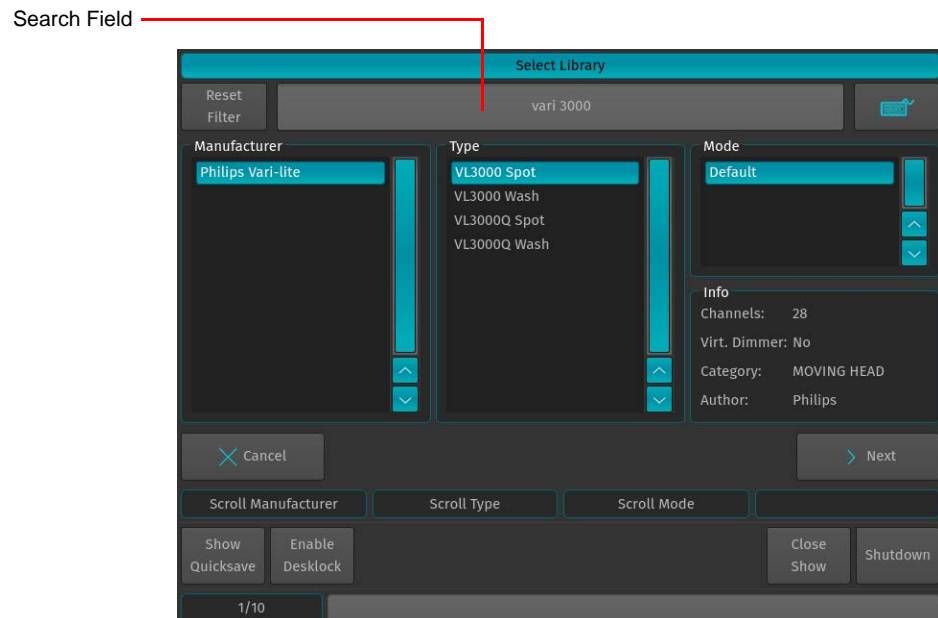 Search Field
Select Library
Reset
Filter
vari 3000
Manufacturer
Philips Vari-lite
Type
VL3000 Spot
VL3000 Wash
VL3000Q Spot
VL3000Q Wash
Mode
Default
Info
Channels: 28
Virt. Dimmer: No
Category: MOVING HEAD
Author: Philips
Cancel
Next
Scroll Manufacturer
Scroll Type
Scroll Mode
Show
Quicksave
Enable
Desklock
Close
Show
Shutdown
1/10